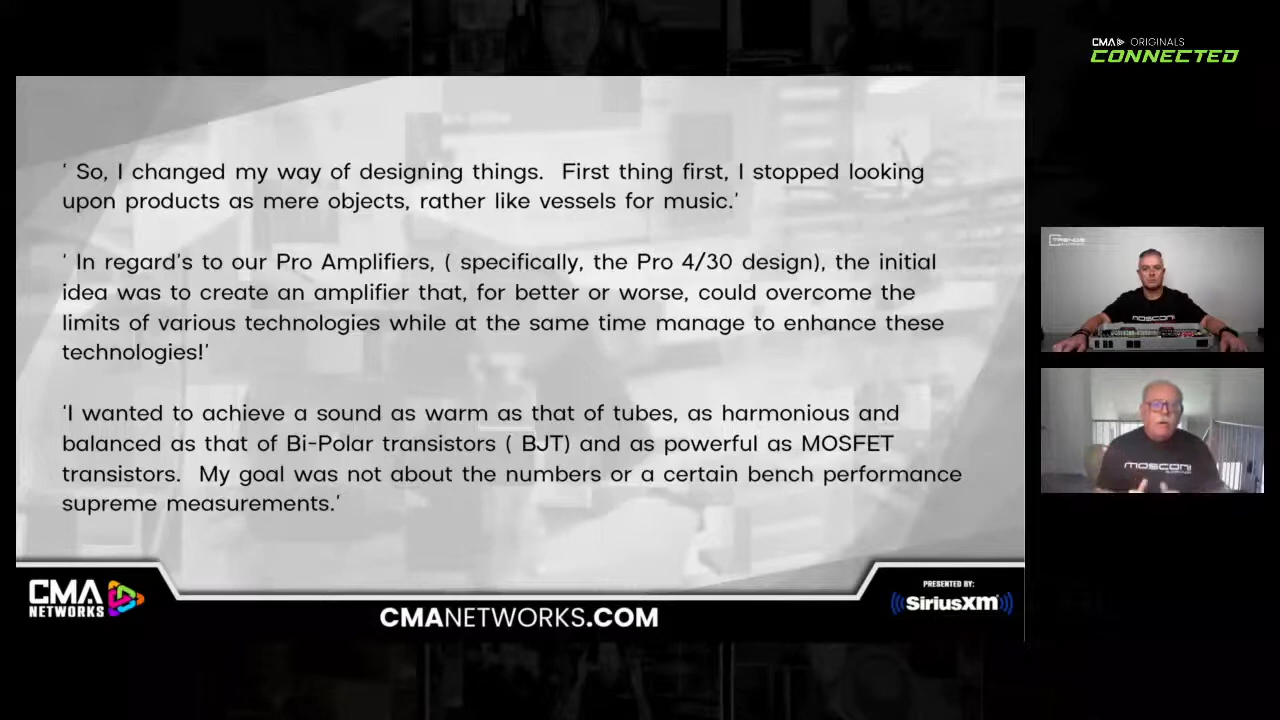 CMA ORIGINALS
CONNECTED
‘ So, I changed my way of designing things.  First thing first, I stopped looking
upon products as mere objects, rather like vessels for music.’
‘ In regard’s to our Pro Amplifiers, ( specifically, the Pro 4/30 design), the initial
idea was to create an amplifier that, for better or worse, could overcome the
limits of various technologies while at the same time manage to enhance these
technologies!’
‘I wanted to achieve a sound as warm as that of tubes, as harmonious and
balanced as that of Bi-Polar transistors ( BJT) and as powerful as MOSFET
transistors.  My goal was not about the numbers or a certain bench performance
supreme measurements.’
TRENDS
MOSCONI
MOSCONI
CMA
NETWORKS
CMANETWORKS.COM
PRESENTED BY:
SiriusXM